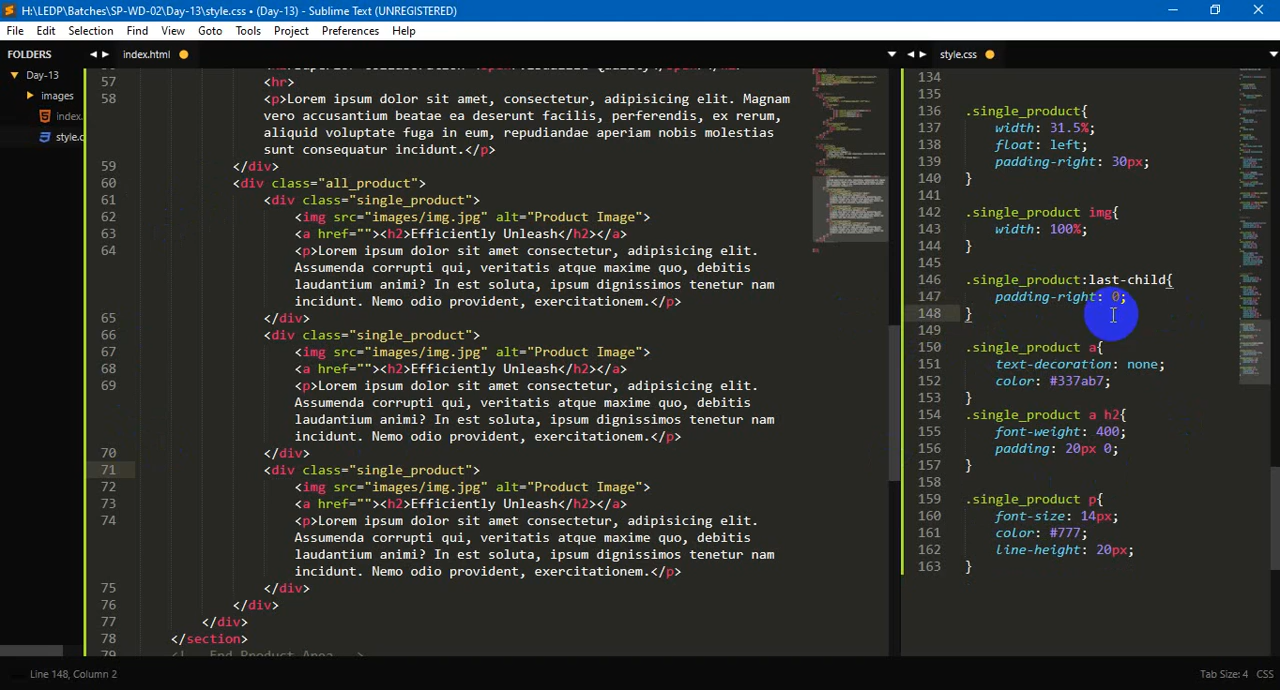 H:\LEDP\Batches\SP-WD-02\Day-13\style.css • (Day-13) - Sublime Text (UNREGISTERED)
File Edit Selection Find View Goto Tools Project Preferences Help
FOLDERS
Day-13
images
index.
style.c
index.html
57 <hr>
58 <p>Lorem ipsum dolor sit amet, consectetur, adipisicing elit. Magnam
vero accusantium beatae deserunt facilis, perferendis, ex rerum,
aliquid voluptate fuga in eum, repudiandae aperiam nobis molestias
sunt consequatur incidunt.</p>
59 </div>
60 <div class="all_product">
61 <div class="single_product">
62 <img src="images/img.jpg" alt="Product Image">
63 <a href=""><h2>Efficiently Unleash</h2></a>
64 <p>Lorem ipsum dolor sit amet consectetur, adipisicing elit.
Assumenda corrupti qui, veritatis atque maxime quo, debitis
laudantium animi? In est soluta, ipsum dignissimos tenetur nam
incidunt. Nemo odio provident, exercitationem.</p>
65 </div>
66 <div class="single_product">
67 <img src="images/img.jpg" alt="Product Image">
68 <a href=""><h2>Efficiently Unleash</h2></a>
69 <p>Lorem ipsum dolor sit amet consectetur, adipisicing elit.
Assumenda corrupti qui, veritatis atque maxime quo, debitis
laudantium animi? In est soluta, ipsum dignissimos tenetur nam
incidunt. Nemo odio provident, exercitationem.</p>
70 </div>
71 <div class="single_product">
72 <img src="images/img.jpg" alt="Product Image">
73 <a href=""><h2>Efficiently Unleash</h2></a>
74 <p>Lorem ipsum dolor sit amet consectetur, adipisicing elit.
Assumenda corrupti qui, veritatis atque maxime quo, debitis
laudantium animi? In est soluta, ipsum dignissimos tenetur nam
incidunt. Nemo odio provident, exercitationem.</p>
75 </div>
76 </div>
77 </div>
78 </section>
style.css
134
135
136 .single_product{
137 width: 31.5%;
138 float: left;
139 padding-right: 30px;
140 }
141
142 .single_product img{
143 width: 100%;
144 }
145
146 .single_product:last-child{
147 padding-right: 0;
148 }
149
150 .single_product a{
151 text-decoration: none;
152 color: #337ab7;
153 }
154 .single_product a h2{
155 font-weight: 400;
156 padding: 20px 0;
157 }
158
159 .single_product p{
160 font-size: 14px;
161 color: #777;
162 line-height: 20px;
163 }
Line 148, Column 2
Tab Size: 4 CSS